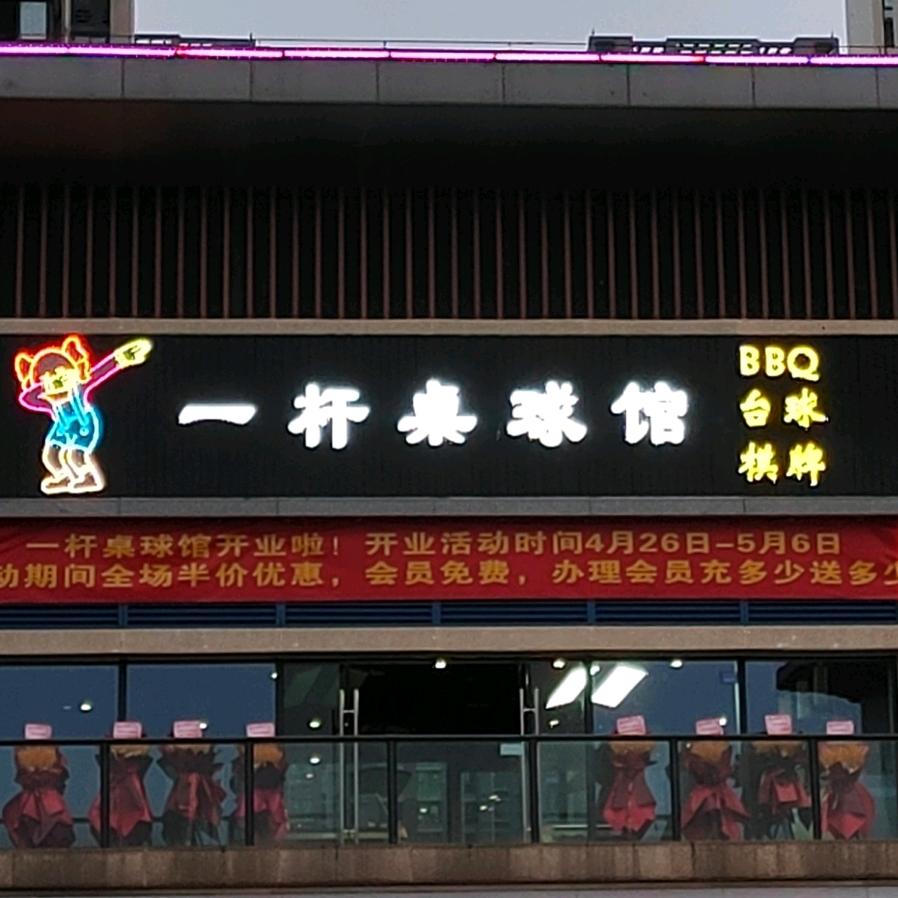 一杆桌球馆
BBQ
台球
棋牌
一杆桌球馆开业啦！开业活动时间4月26日-5月6日
动期间全场半价优惠，会员免费，办理会员充多少送多少